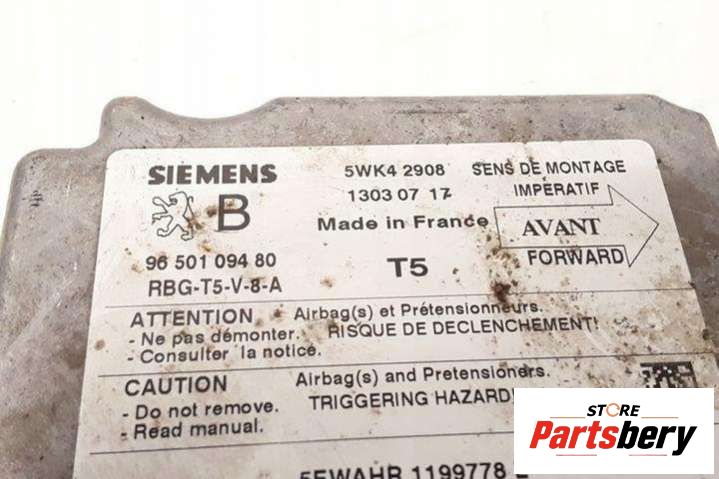 SIEMENS
B
96 501 094 80
RBG-T5-V-8-A
5WK4 2908
1303 07 17
Made in France
T5
SENS DE MONTAGE
IMPERATIF
AVANT
FORWARD
ATTENTION
- Ne pas démonter.
- Consulter la notice.
Airbag(s) et Prétensionneurs.
RISQUE DE DECLENCHEMENT!
CAUTION
- Do not remove.
- Read manual.
Airbag(s) and Pretensioners.
TRIGGERING HAZARD!
1199778
STORE
Partsbery